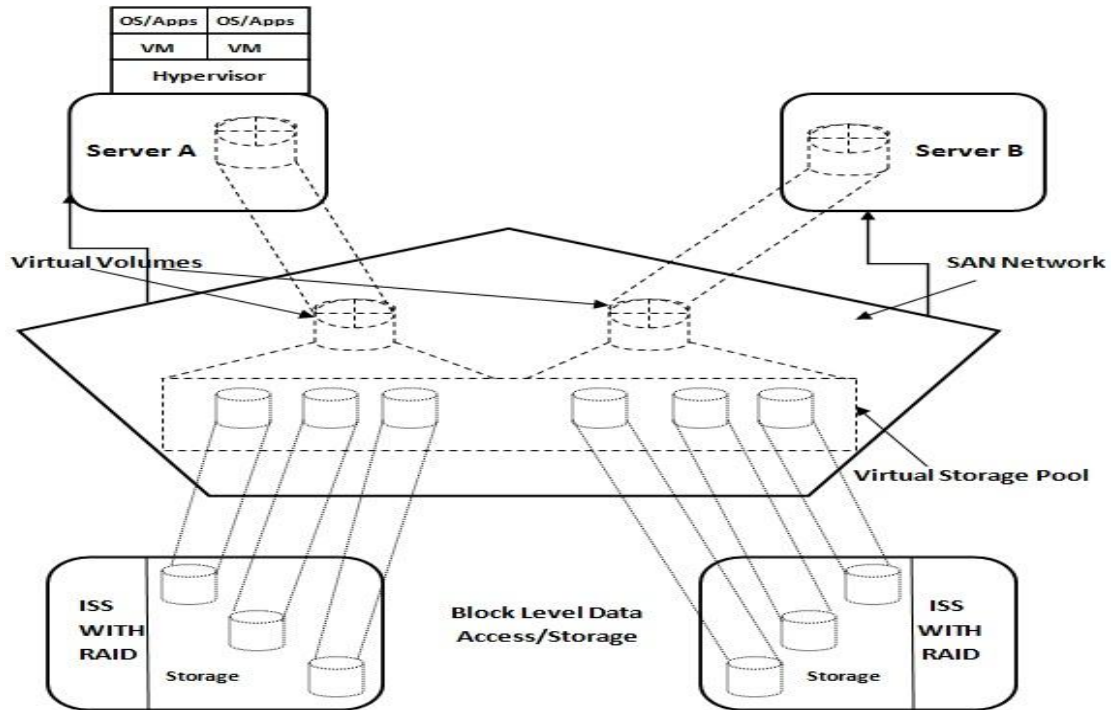 OS/Apps OS/Apps
VM VM
Hypervisor
Server A
Server B
Virtual Volumes
SAN Network
Virtual Storage Pool
ISS
WITH
RAID
Storage
Block Level Data
Access/Storage
Storage
ISS
WITH
RAID